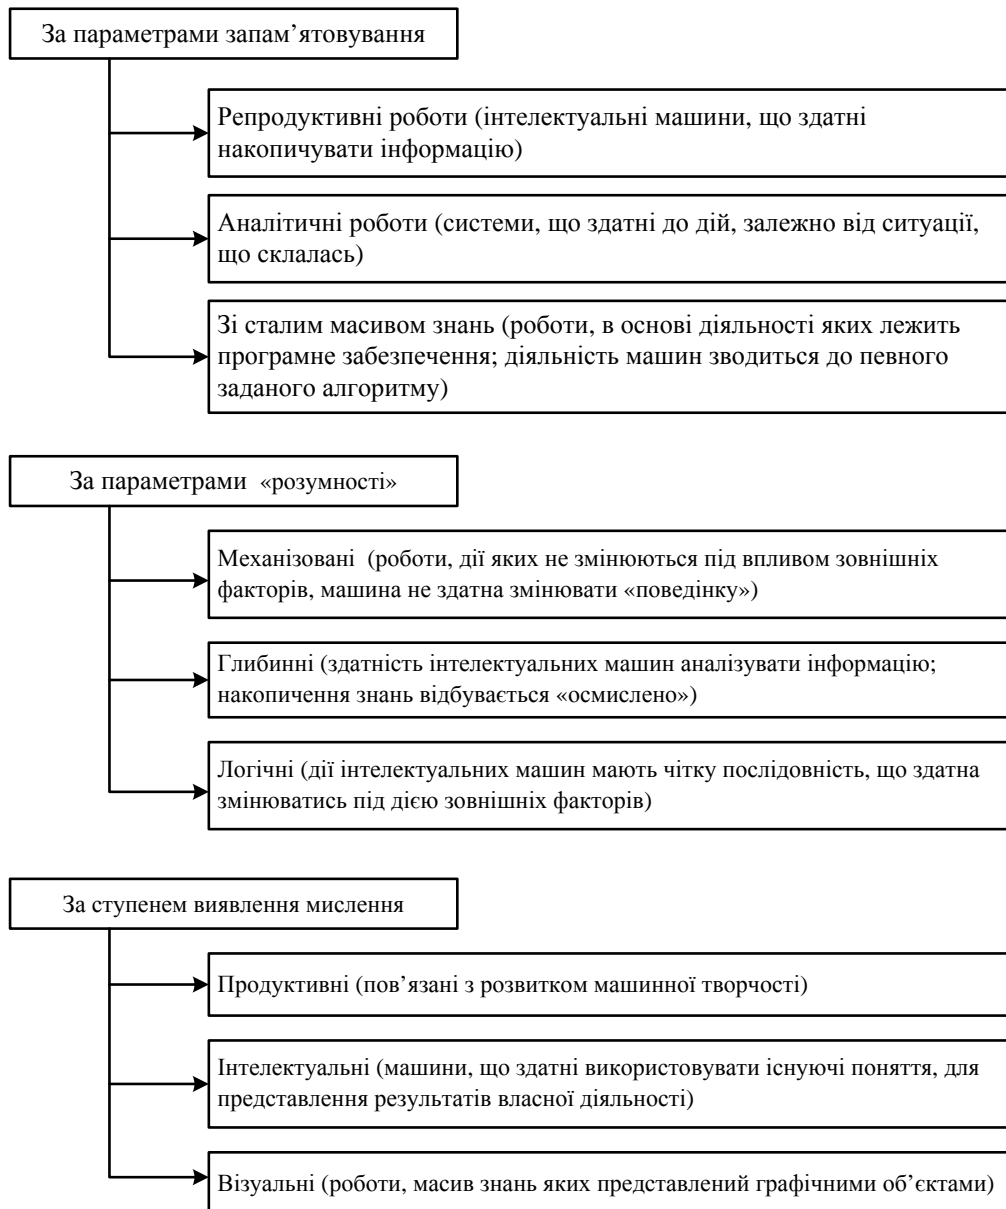 За параметрами запам’ятовування
Репродуктивні роботи (інтелектуальні машини, що здатні
накопичувати інформацію)
Аналітичні роботи (системи, що здатні до дій, залежно від ситуації,
що склалась)
Зі сталим масивом знань (роботи, в основі діяльності яких лежить
програмне забезпечення; діяльність машин зводиться до певного
заданого алгоритму)
За параметрами «розумності»
Механізовані (роботи, дії яких не змінюються під впливом зовнішніх
факторів, машина не здатна змінювати «поведінку»)
Глибинні (здатність інтелектуальних машин аналізувати інформацію;
накопичення знань відбувається «осмислено»)
Логічні (дії інтелектуальних машин мають чітку послідовність, що здатна
змінюватись під дією зовнішніх факторів)
За ступенем виявлення мислення
Продуктивні (пов’язані з розвитком машинної творчості)
Інтелектуальні (машини, що здатні використовувати існуючі поняття, для
представлення результатів власної діяльності)
Візуальні (роботи, масив знань яких представлений графічними об’єктами)